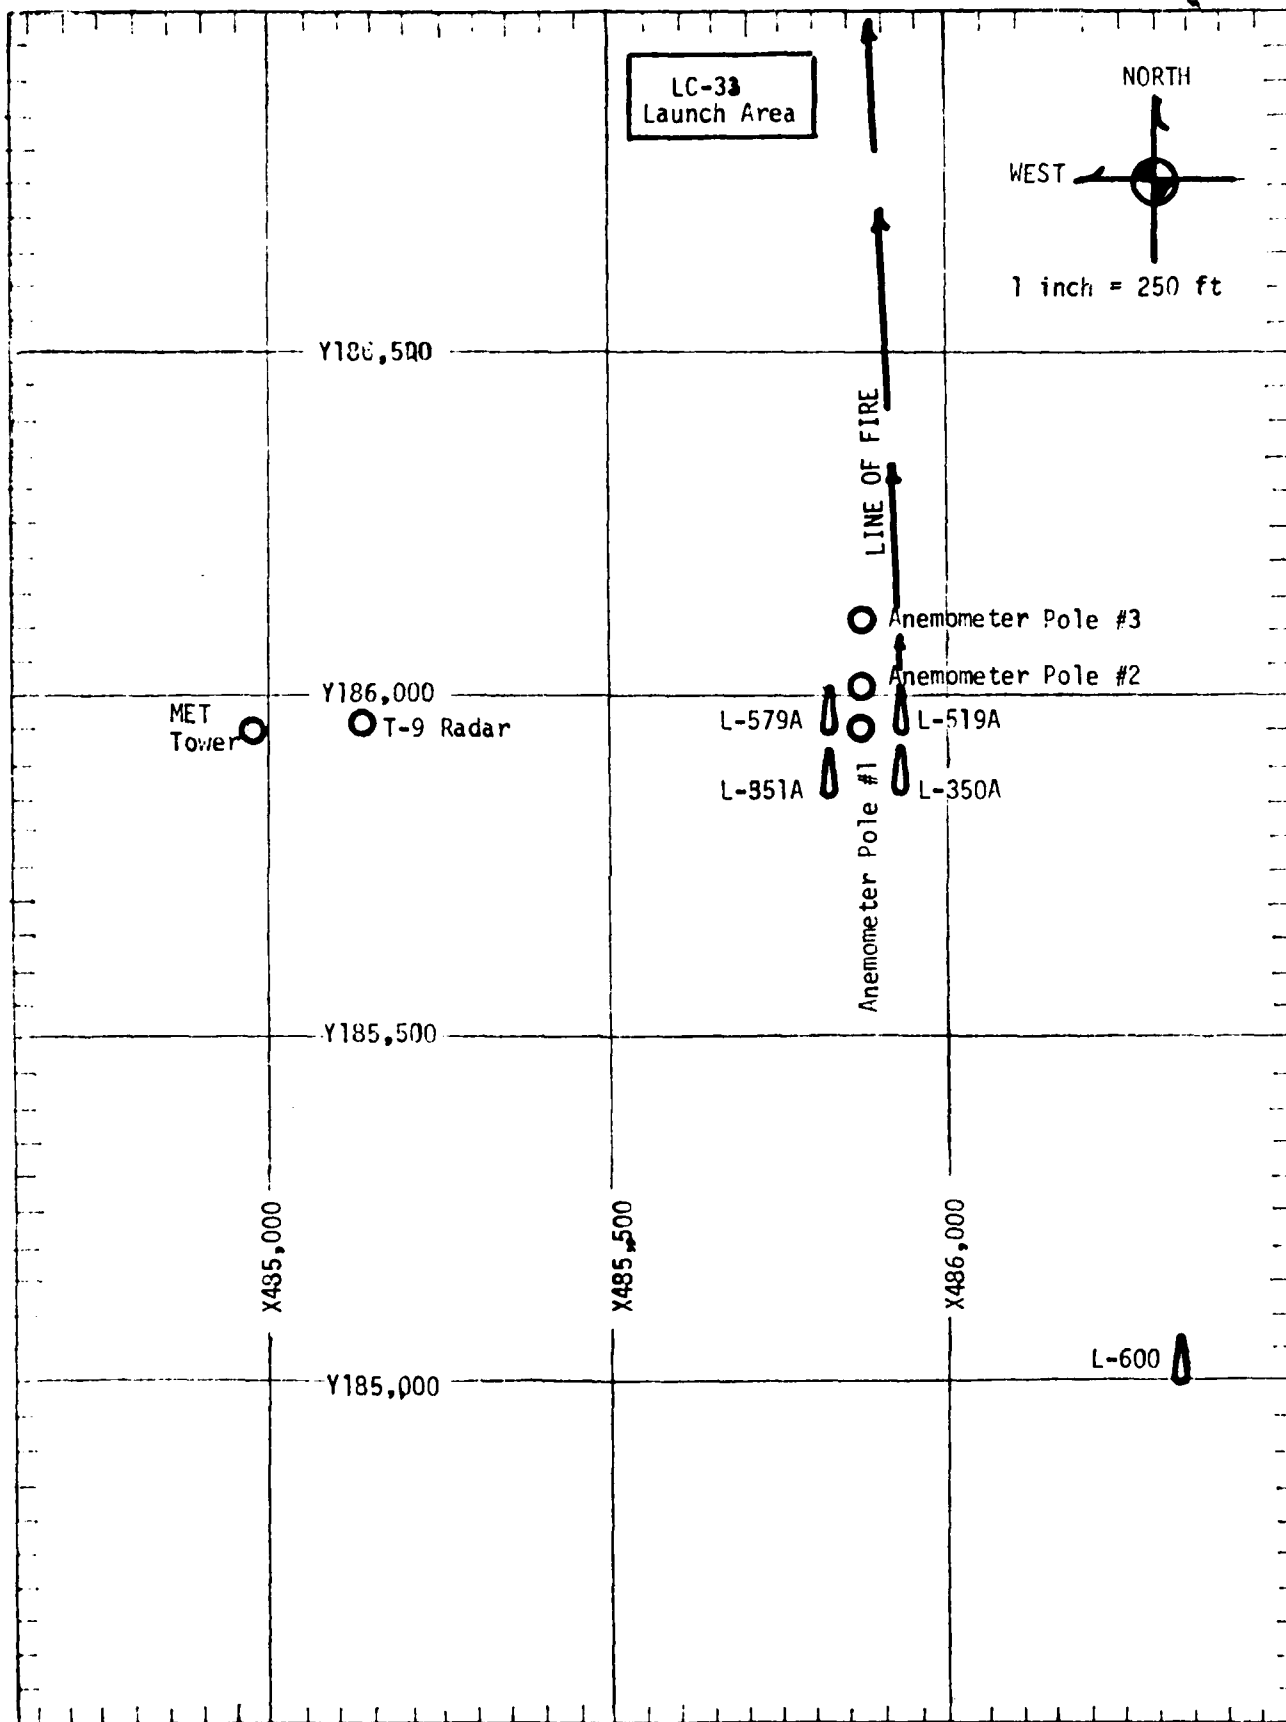 LC-33
Launch Area
NORTH
WEST
1 inch = 250 ft
Y186,500
LINE OF FIRE
Anemometer Pole #3
Anemometer Pole #2
Y186,000
MET
Tower
T-9 Radar
L-579A
L-519A
L-351A
L-350A
Anemometer Pole #1
Y185,500
X485,000
X485,500
X486,000
L-600
Y185,000